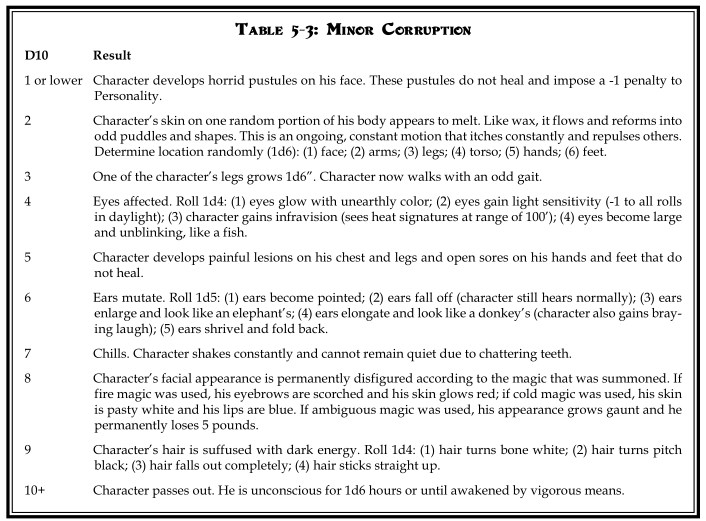 TABLE 5-3: MINOR CORRUPTION
D10 Result
1 or lower Character develops horrid pustules on his face. These pustules do not heal and impose a -1 penalty to
Personality.
2 Character’s skin on one random portion of his body appears to melt. Like wax, it flows and reforms into
odd puddles and shapes. This is an ongoing, constant motion that itches constantly and repulses others.
Determine location randomly (1d6): (1) face; (2) arms; (3) legs; (4) torso; (5) hands; (6) feet.
3 One of the character’s legs grows 1d6”. Character now walks with an odd gait.
4 Eyes affected. Roll 1d4: (1) eyes glow with unearthly color; (2) eyes gain light sensitivity (-1 to all rolls
in daylight); (3) character gains infravision (sees heat signatures at range of 100’); (4) eyes become large
and unblinking, like a fish.
5 Character develops painful lesions on his chest and legs and open sores on his hands and feet that do
not heal.
6 Ears mutate. Roll 1d5: (1) ears become pointed; (2) ears fall off (character still hears normally); (3) ears
enlarge and look like an elephant’s; (4) ears elongate and look like a donkey’s (character also gains bray-
ing laugh); (5) ears shrivel and fold back.
7 Chills. Character shakes constantly and cannot remain quiet due to chattering teeth.
8 Character’s facial appearance is permanently disfigured according to the magic that was summoned. If
fire magic was used, his eyebrows are scorched and his skin glows red; if cold magic was used, his skin
is pasty white and his lips are blue. If ambiguous magic was used, his appearance grows gaunt and he
permanently loses 5 pounds.
9 Character’s hair is suffused with dark energy. Roll 1d4: (1) hair turns bone white; (2) hair turns pitch
black; (3) hair falls out completely; (4) hair sticks straight up.
10+ Character passes out. He is unconscious for 1d6 hours or until awakened by vigorous means.